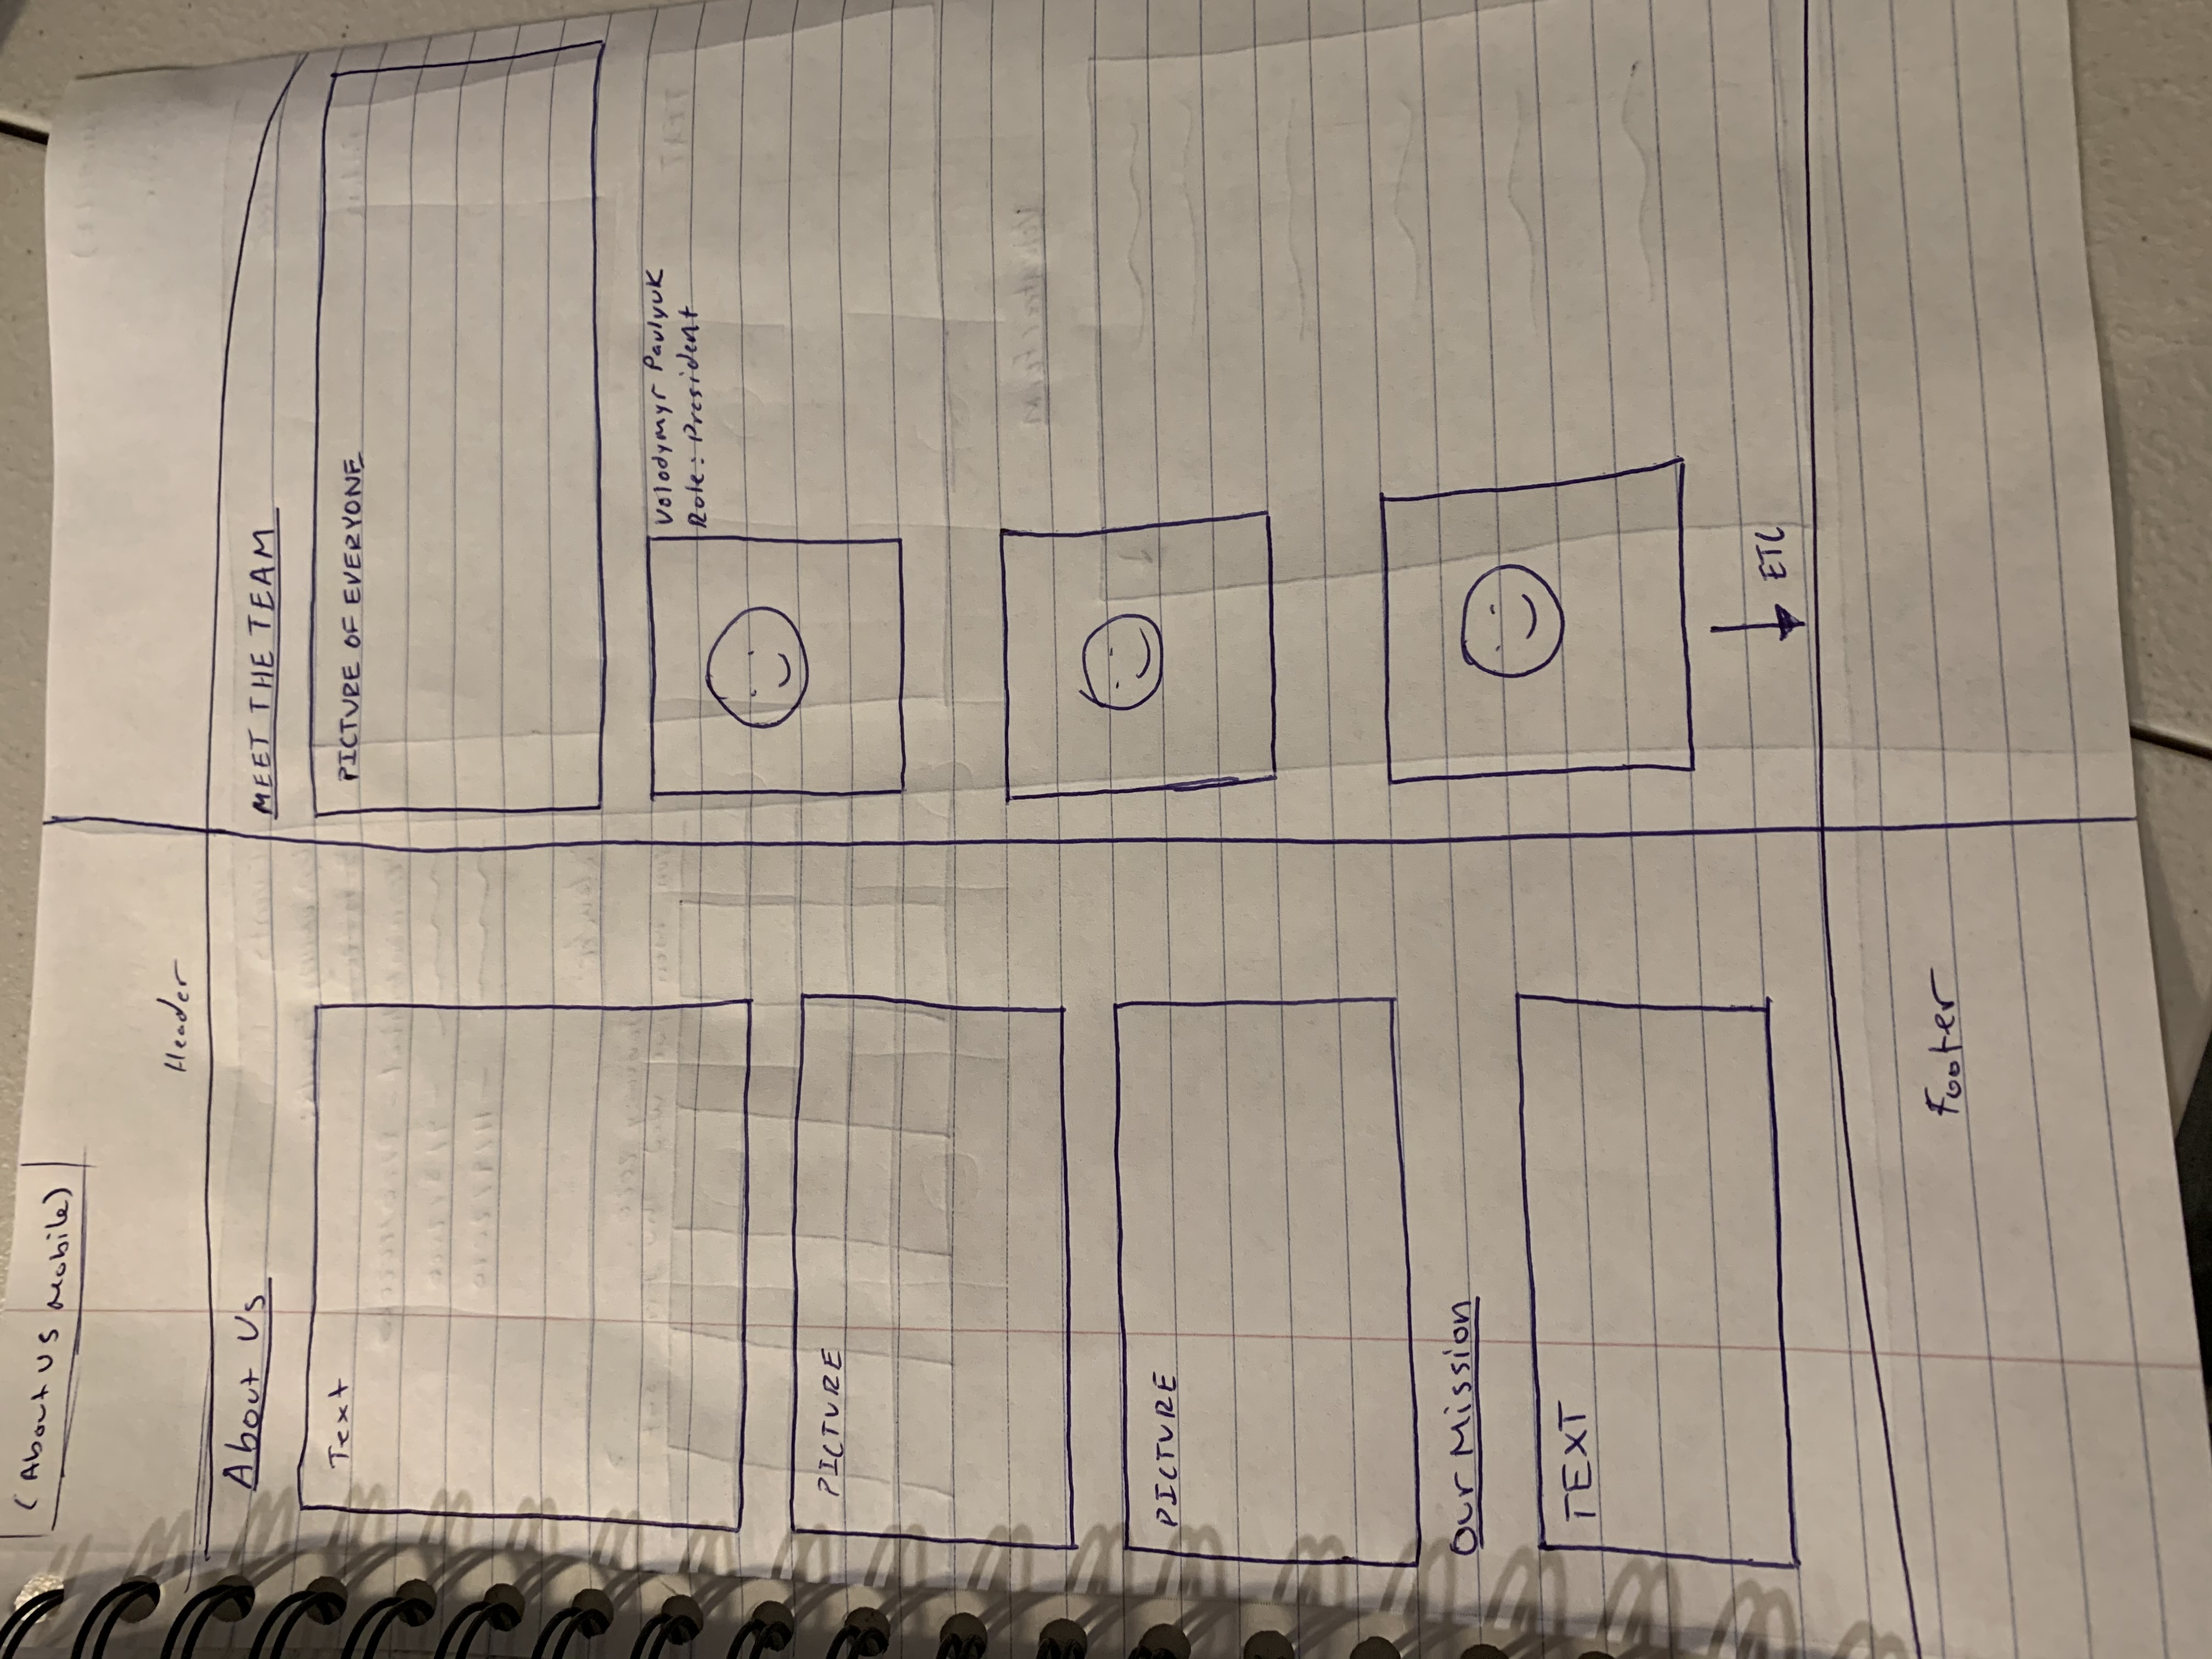 (About US Mobile)
Header
About Us
Text
PICTURE
PICTURE
Our Mission
TEXT
MEET THE TEAM
PICTURE OF EVERYONE
Volodymyr Pavlyuk
Role: President
ETC
Footer